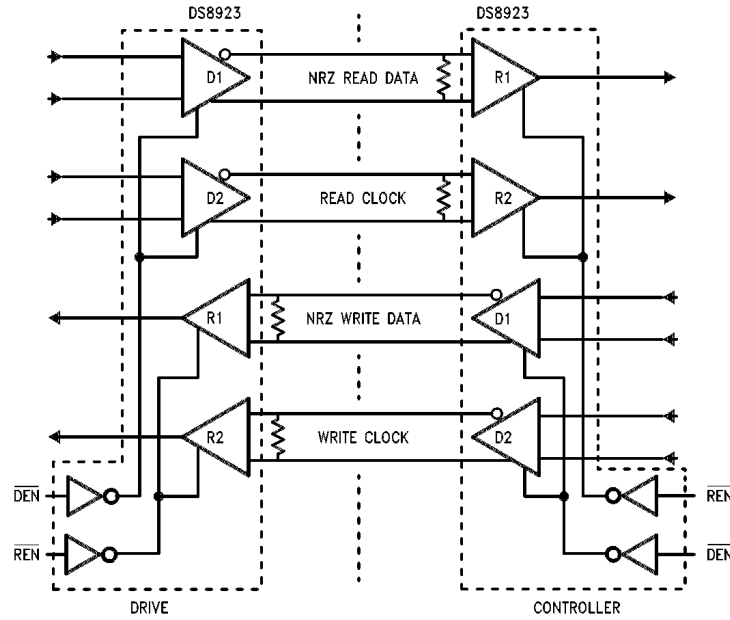 DS8923 DS8923
D1 NRZ READ DATA R1
D2 READ CLOCK R2
R1 NRZ WRITE DATA D1
R2 WRITE CLOCK D2
DEN REN
REN DEN
DRIVE CONTROLLER